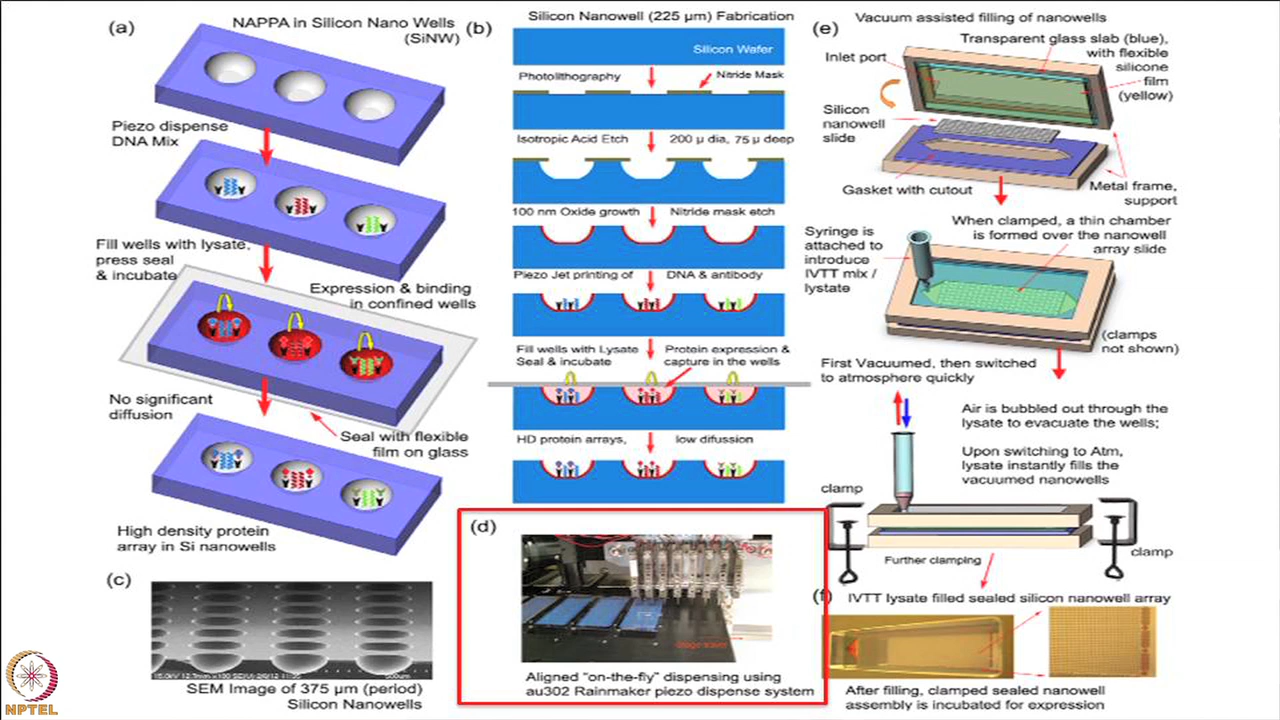 (a)
NAPPA in Silicon Nano Wells
(SiNW)
Piezo dispense
DNA Mix
Fill wells with lysate,
press seal
& incubate
Expression & binding
in confined wells
No significant
diffusion
Seal with flexible
film on glass
High density protein
array in Si nanowells
(b)
Silicon Nanowell (225 µm) Fabrication
Silicon Wafer
Photolithography
Nitride Mask
Isotropic Acid Etch
200 µ dia, 75 µ deep
100 nm Oxide growth
Nitride mask etch
Piezo Jet printing of
DNA & antibody
Fill wells with Lysate
Seal & incubate
Protein expression &
capture in the wells
HD protein arrays,
low difussion
(c)
500um
SEM Image of 375 µm (period)
Silicon Nanowells
(d)
Aligned "on-the-fly" dispensing using
au302 Rainmaker piezo dispense system
(e)
Vacuum assisted filling of nanowells
Transparent glass slab (blue),
with flexible
silicone
film
(yellow)
Inlet port
Silicon
nanowell
slide
Gasket with cutout
Metal frame,
support
When clamped, a thin chamber
is formed over the nanowell
array slide
Syringe is
attached to
introduce
IVTT mix /
lystate
(clamps
not shown)
First Vacuumed, then switched
to atmosphere quickly
Air is bubbled out through the
lysate to evacuate the wells;
Upon switching to Atm,
lysate instantly fills the
vacuumed nanowells
clamp
clamp
Further clamping
(f)
IVTT lysate filled sealed silicon nanowell array
After filling, clamped sealed nanowell
assembly is incubated for expression
NPTEL